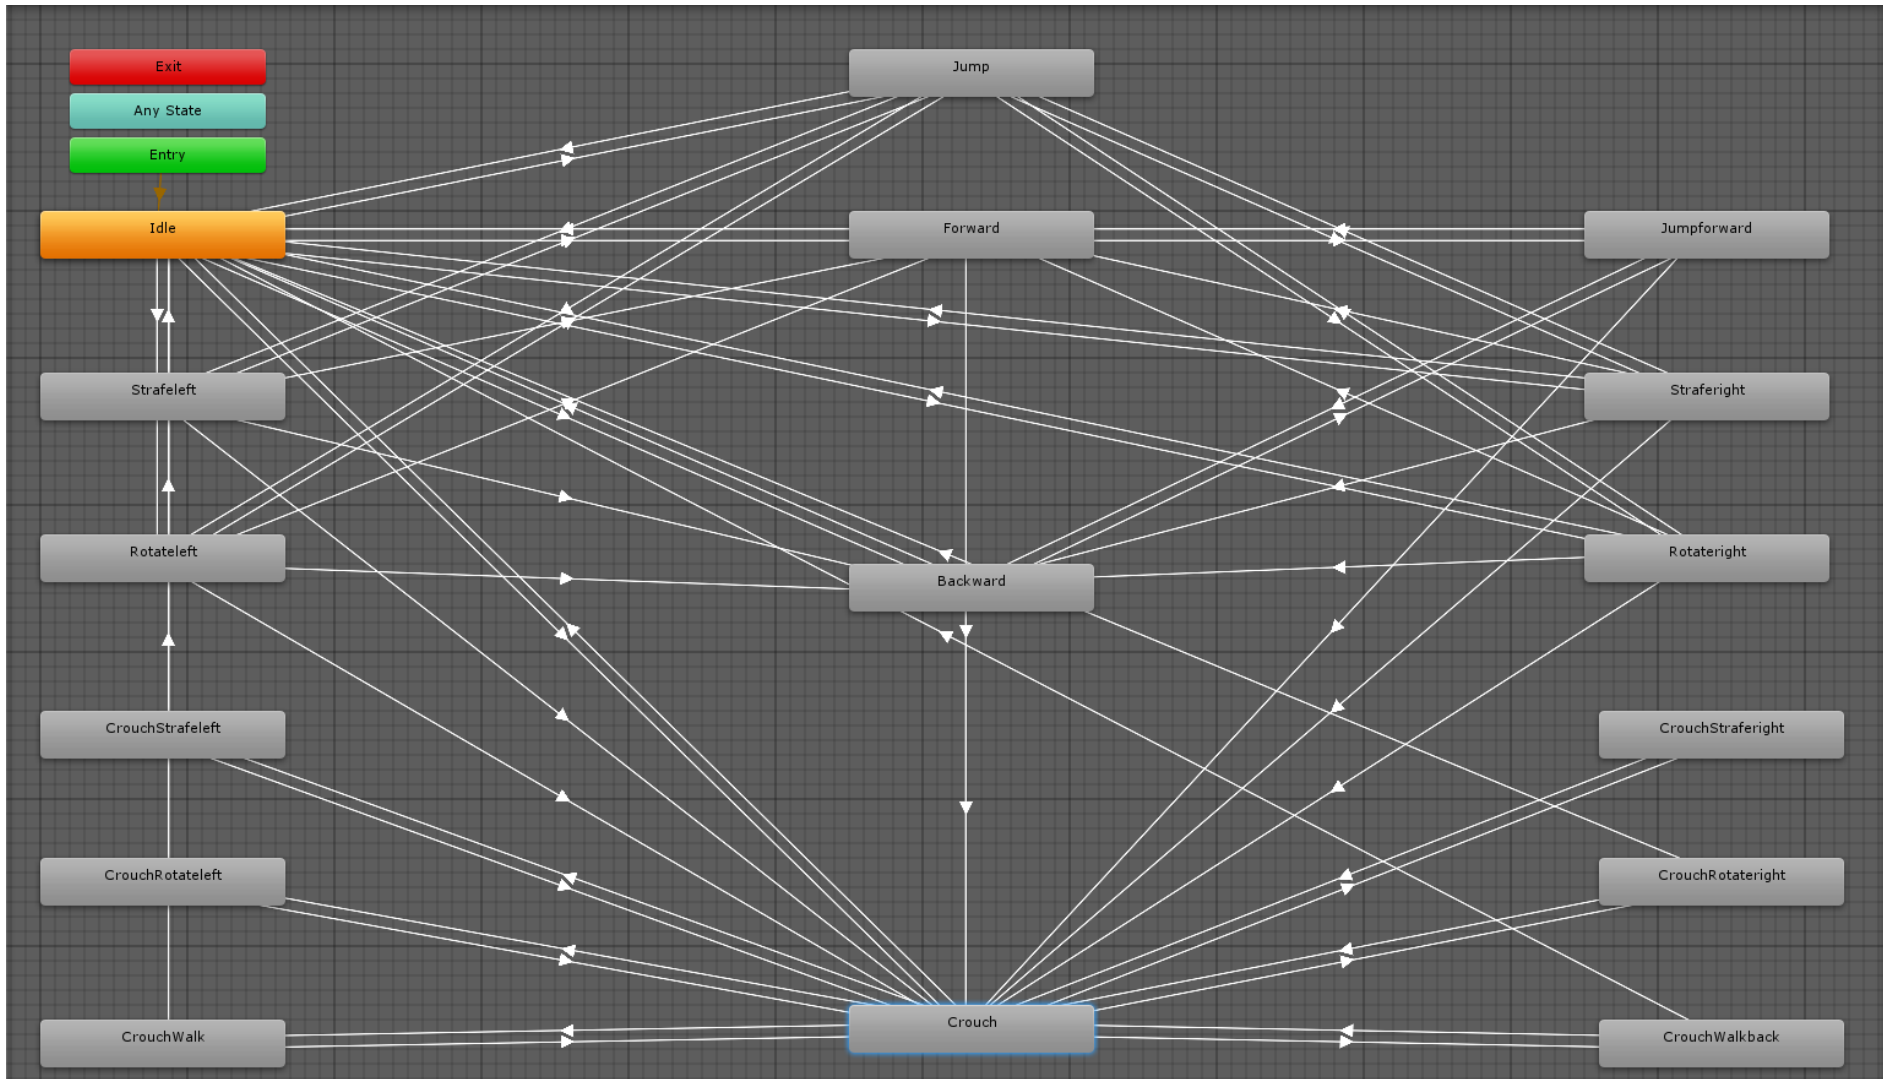 Exit
Jump
Any State
Entry
Idle
Forward
Jumpforward
Strafeleft
Straferight
Rotateleft
Rotateright
Backward
CrouchStrafeleft
CrouchStraferight
CrouchRotateleft
CrouchRotateright
Crouch
CrouchWalk
CrouchWalkback